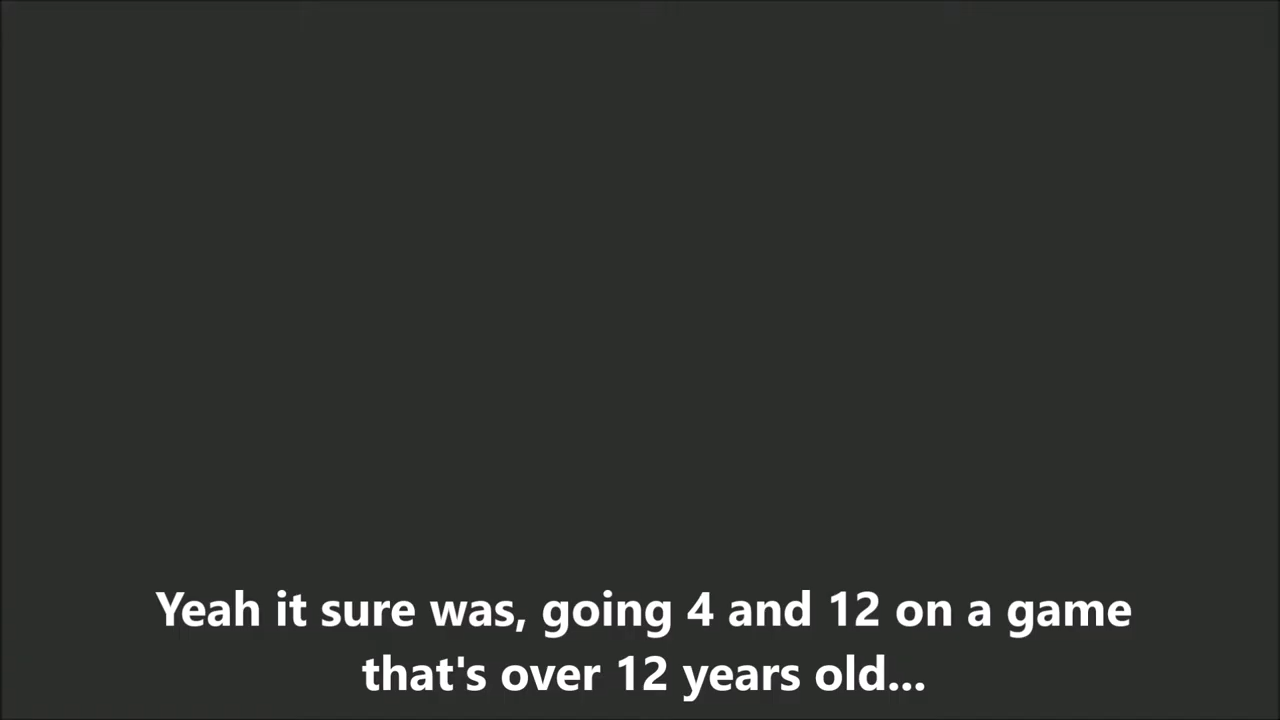 Yeah it sure was, going 4 and 12 on a game
that's over 12 years old...